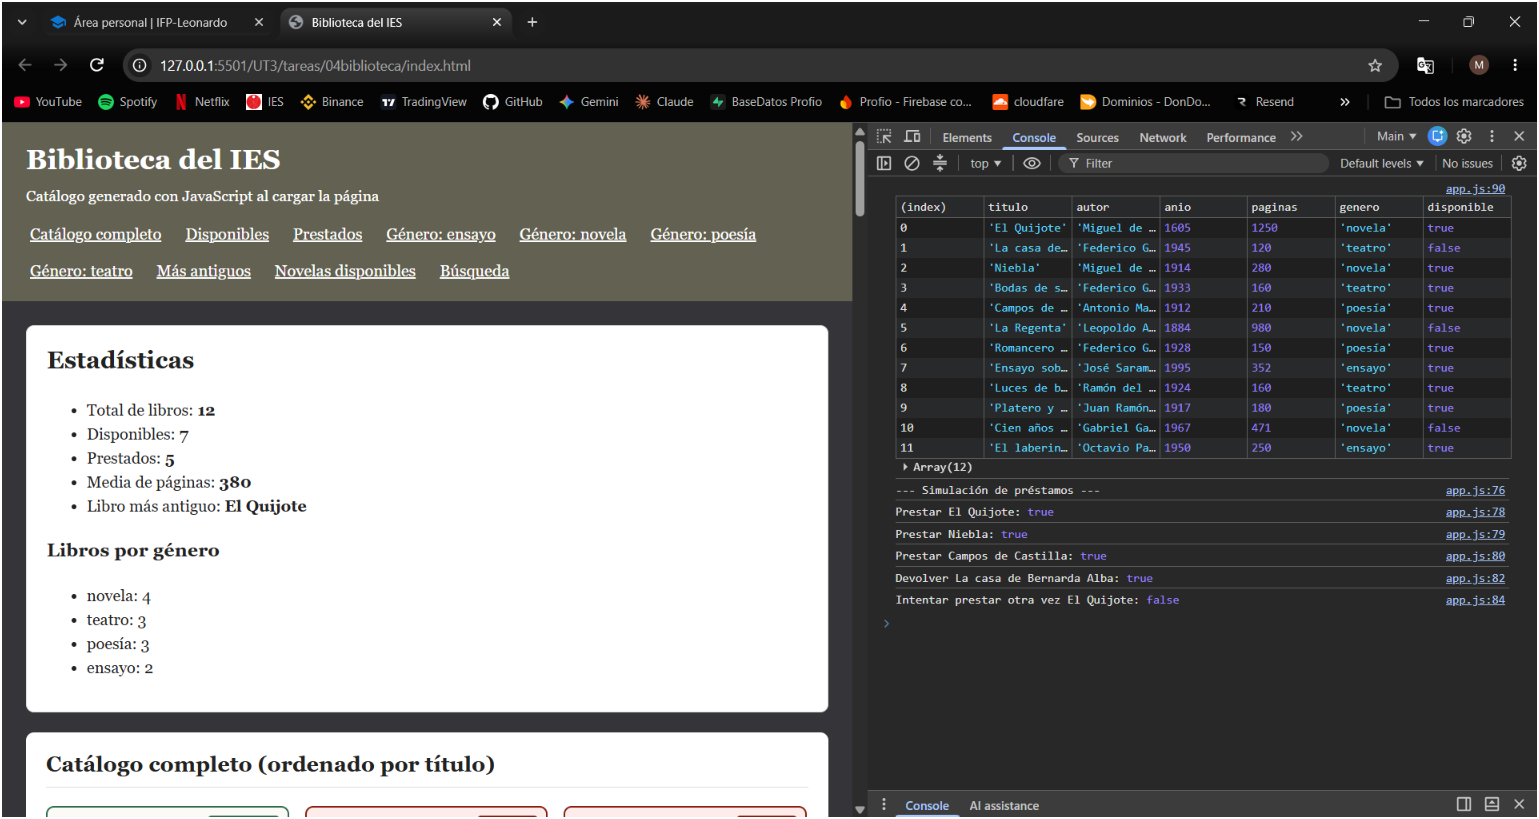 Área personal | IFP-Leonardo
Biblioteca del IES
127.0.0.1:5501/UT3/tareas/04biblioteca/index.html
M
YouTube Spotify Netflix IES Binance TradingView GitHub Gemini Claude BaseDatos Profio Profio - Firebase co... cloudfare Dominios - DonDo... Resend » Todos los marcadores
Biblioteca del IES
Catálogo generado con JavaScript al cargar la página
Catálogo completo Disponibles Prestados Género: ensayo Género: novela Género: poesía
Género: teatro Más antiguos Novelas disponibles Búsqueda
Estadísticas
• Total de libros: 12
• Disponibles: 7
• Prestados: 5
• Media de páginas: 380
• Libro más antiguo: El Quijote
Libros por género
• novela: 4
• teatro: 3
• poesía: 3
• ensayo: 2
Catálogo completo (ordenado por título)
Elements Console Sources Network Performance » Main
top Filter Default levels No issues
app.js:90
(index) titulo autor anio paginas genero disponible
0 'El Quijote' 'Miguel de … 1605 1250 'novela' true
1 'La casa de… 'Federico G… 1945 120 'teatro' false
2 'Niebla' 'Miguel de … 1914 280 'novela' true
3 'Bodas de s… 'Federico G… 1933 160 'teatro' true
4 'Campos de … 'Antonio Ma… 1912 210 'poesía' true
5 'La Regenta' 'Leopoldo A… 1884 980 'novela' false
6 'Romancero … 'Federico G… 1928 150 'poesía' true
7 'Ensayo sob… 'José Saram… 1995 352 'ensayo' true
8 'Luces de b… 'Ramón del … 1924 160 'teatro' true
9 'Platero y … 'Juan Ramón… 1917 180 'poesía' true
10 'Cien años … 'Gabriel Ga… 1967 471 'novela' false
11 'El laberin… 'Octavio Pa… 1950 250 'ensayo' true
Array(12)
--- Simulación de préstamos --- app.js:76
Prestar El Quijote: true app.js:78
Prestar Niebla: true app.js:79
Prestar Campos de Castilla: true app.js:80
Devolver La casa de Bernarda Alba: true app.js:82
Intentar prestar otra vez El Quijote: false app.js:84
Console AI assistance